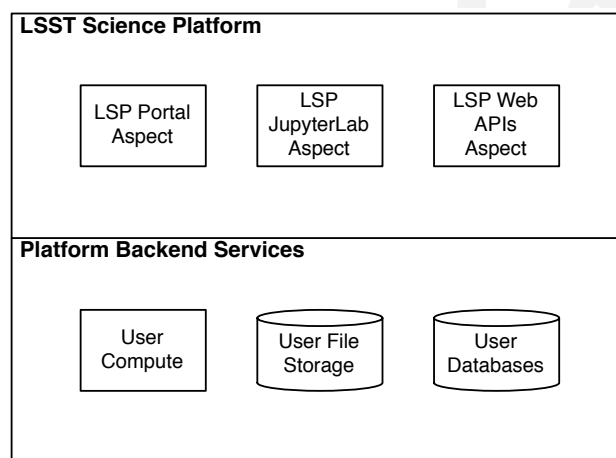 LSST Science Platform
LSP Portal
Aspect
LSP
JupyterLab
Aspect
LSP Web
APIs
Aspect
Platform Backend Services
User
Compute
User File
Storage
User
Databases